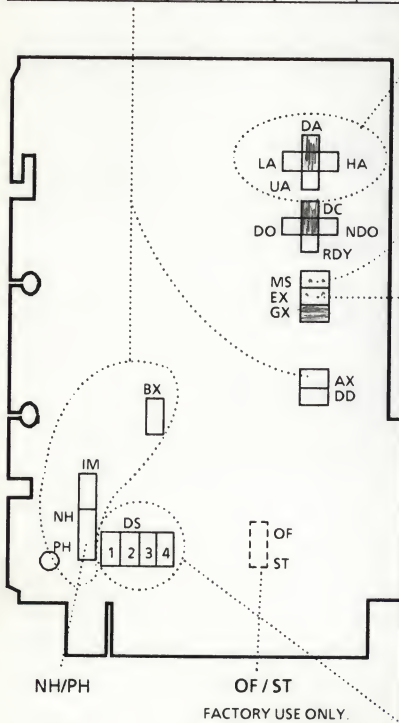 DA
LA HA
UA
DC
DO NDO
RDY
MS
EX
GX
AX
DD
BX
IM
NH DS
PH 1 2 3 4
OF
ST
NH/PH OF / ST
FACTORY USE ONLY.